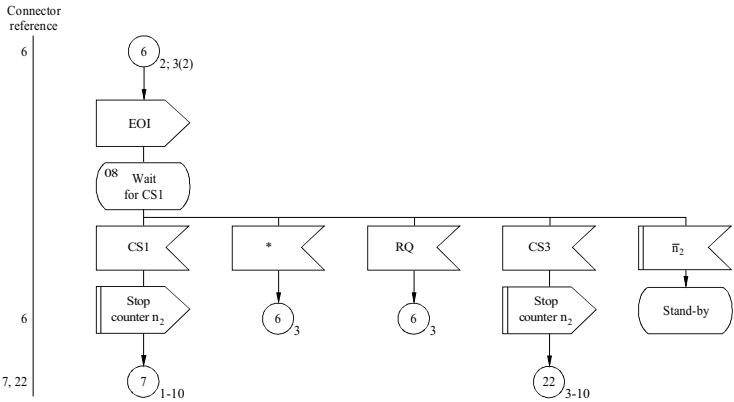 Connector
reference
6
6
2; 3(2)
EOI
08
Wait
for CS1
CS1
*
RQ
CS3
n̅₂
Stop
counter n₂
6
3
6
3
Stop
counter n₂
Stand-by
6
7, 22
7
1-10
22
3-10